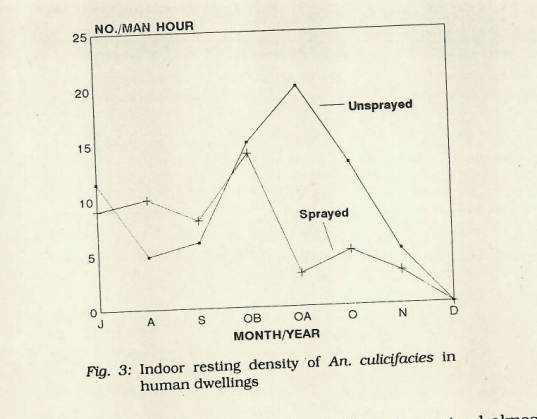 NO./MAN HOUR
25
20
15
10
5
0
Unsprayed
Sprayed
J A S OB OA O N D
MONTH/YEAR
Fig. 3: Indoor resting density of An. culicifacies in
human dwellings